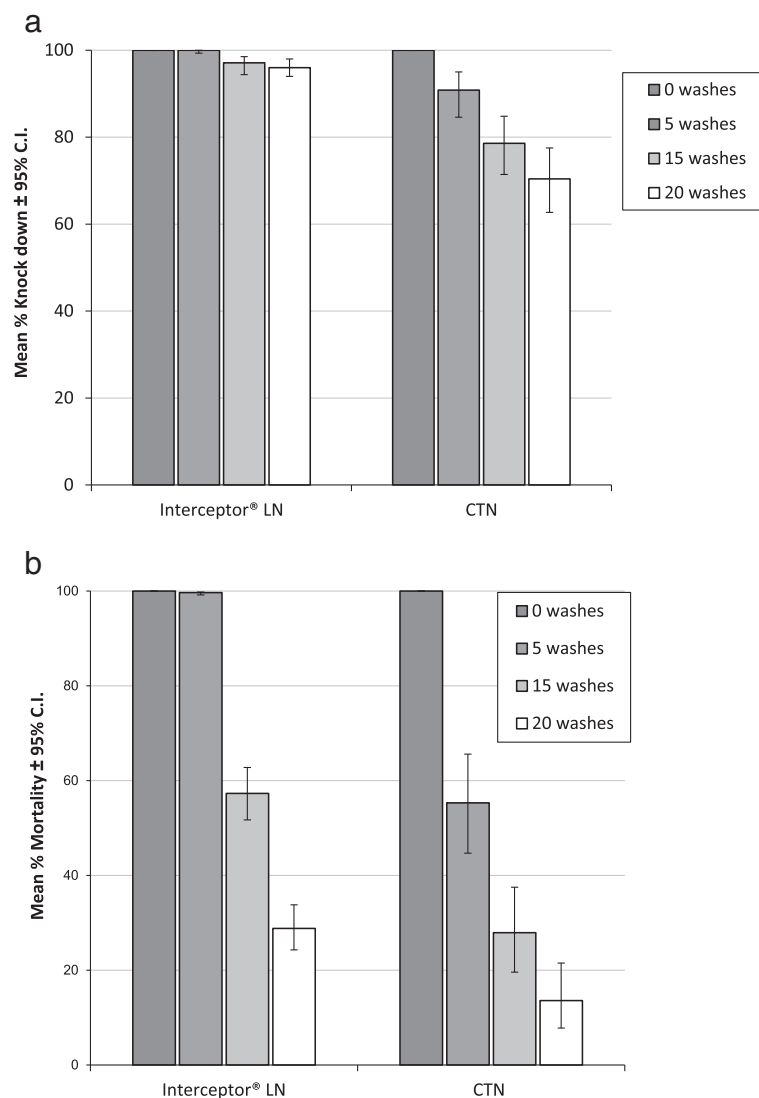 a
Mean % Knock down ± 95% C.I.
100
80
60
40
20
0
Interceptor® LN
CTN
0 washes
5 washes
15 washes
20 washes
b
Mean % Mortality ± 95% C.I.
100
80
60
40
20
0
Interceptor® LN
CTN
0 washes
5 washes
15 washes
20 washes